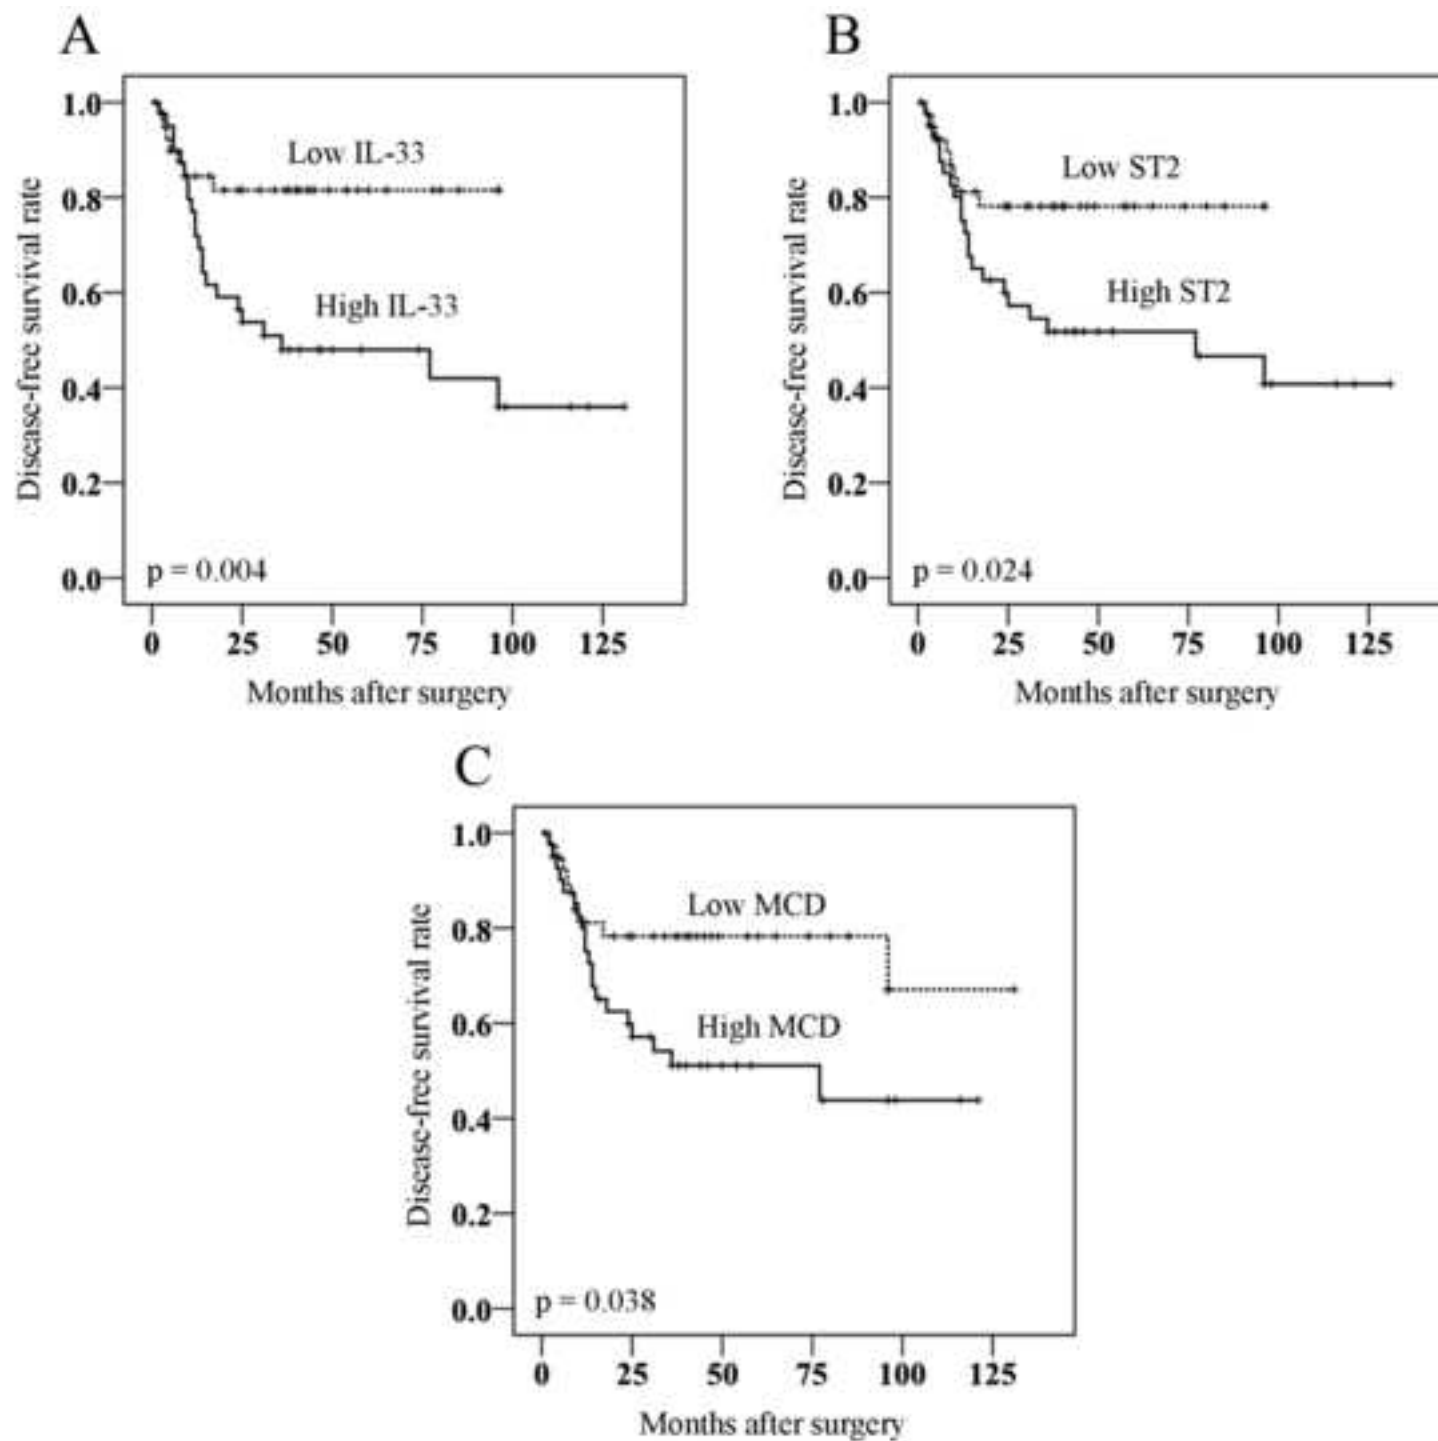 A
Disease-free survival rate
1.0
0.8
0.6
0.4
0.2
0.0
Low IL-33
High IL-33
p = 0.004
0 25 50 75 100 125
Months after surgery
B
Disease-free survival rate
1.0
0.8
0.6
0.4
0.2
0.0
Low ST2
High ST2
p = 0.024
0 25 50 75 100 125
Months after surgery
C
Disease-free survival rate
1.0
0.8
0.6
0.4
0.2
0.0
Low MCD
High MCD
p = 0.038
0 25 50 75 100 125
Months after surgery